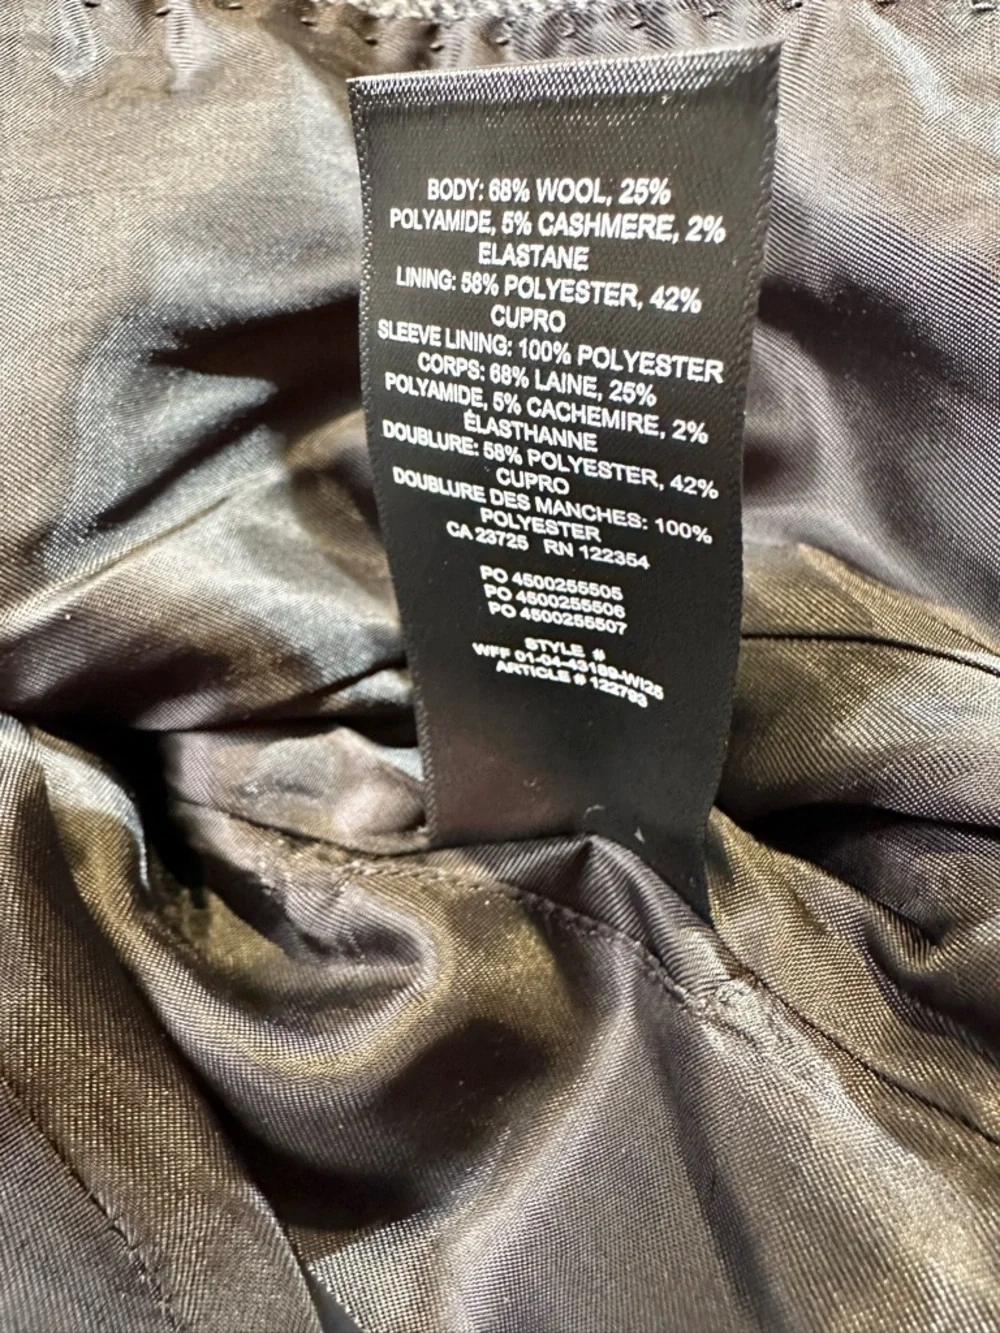 BODY: 68% WOOL, 25%
POLYAMIDE, 5% CASHMERE, 2%
ELASTANE
LINING: 58% POLYESTER, 42%
CUPRO
SLEEVE LINING: 100% POLYESTER
CORPS: 68% LAINE, 25%
POLYAMIDE, 5% CACHEMIRE, 2%
ÉLASTHANNE
DOUBLURE: 58% POLYESTER, 42%
CUPRO
DOUBLURE DES MANCHES: 100%
POLYESTER
CA 23725 RN 122354
PO 4500255505
PO 4500255506
PO 4500255507
STYLE #
WFF 01-04-43189-WI25
ARTICLE # 122793